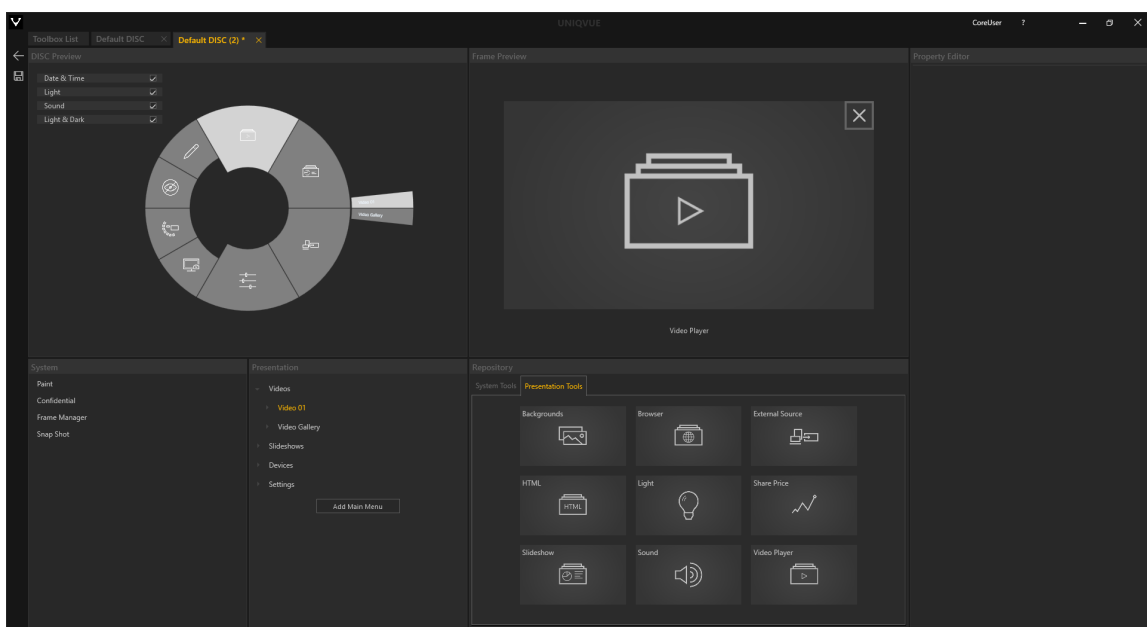 UNIQVUE
CoreUser ?
Toolbox List Default DISC Default DISC (2) *
DISC Preview
Frame Preview
Property Editor
Date & Time
Light
Sound
Light & Dark
Video Gallery
Video Player
System
Paint
Confidential
Frame Manager
Snap Shot
Presentation
Videos
Video 01
Video Gallery
Slideshows
Devices
Settings
Add Main Menu
Repository
System Tools Presentation Tools
Backgrounds Browser External Source
HTML Light Share Price
HTML
Slideshow Sound Video Player